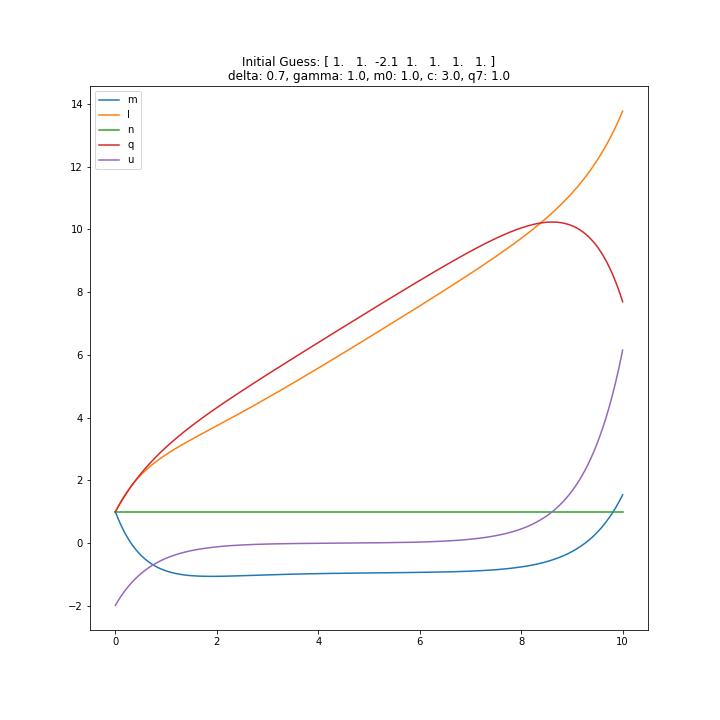 Initial Guess: [ 1.   1.  -2.1  1.   1.   1.   1.  1. ]
delta: 0.7, gamma: 1.0, m0: 1.0, c: 3.0, q7: 1.0
m
l
n
q
u
14
12
10
8
6
4
2
0
−2
0 2 4 6 8 10